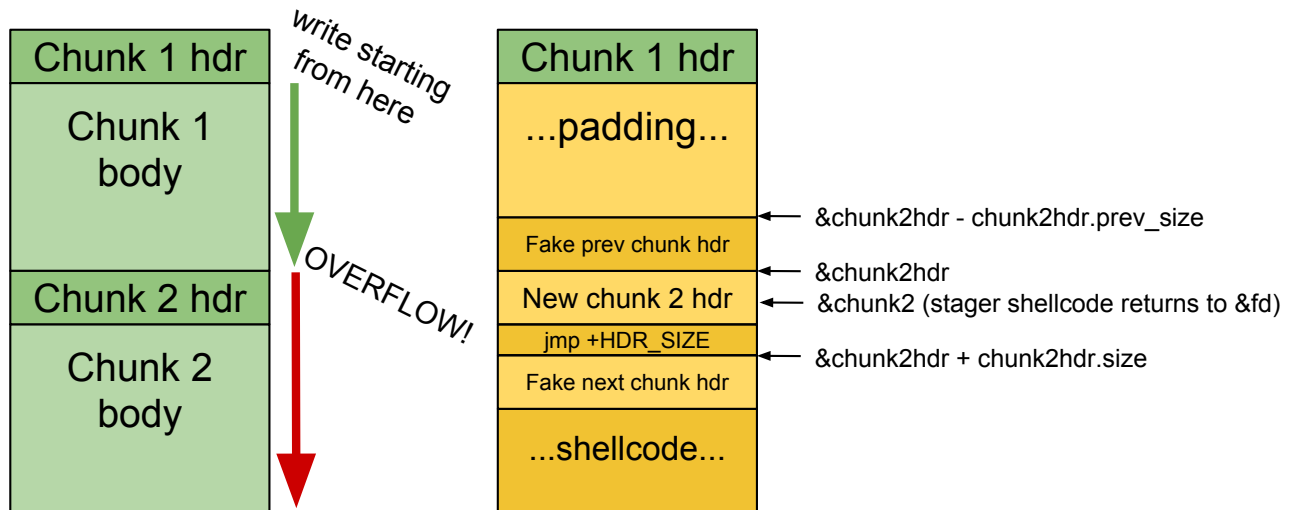 Chunk 1 hdr
Chunk 1
body
Chunk 2 hdr
Chunk 2
body
write starting
from here
OVERFLOW!
Chunk 1 hdr
...padding...
Fake prev chunk hdr
New chunk 2 hdr
jmp +HDR_SIZE
Fake next chunk hdr
...shellcode...
&chunk2hdr - chunk2hdr.prev_size
&chunk2hdr
&chunk2 (stager shellcode returns to &fd)
&chunk2hdr + chunk2hdr.size